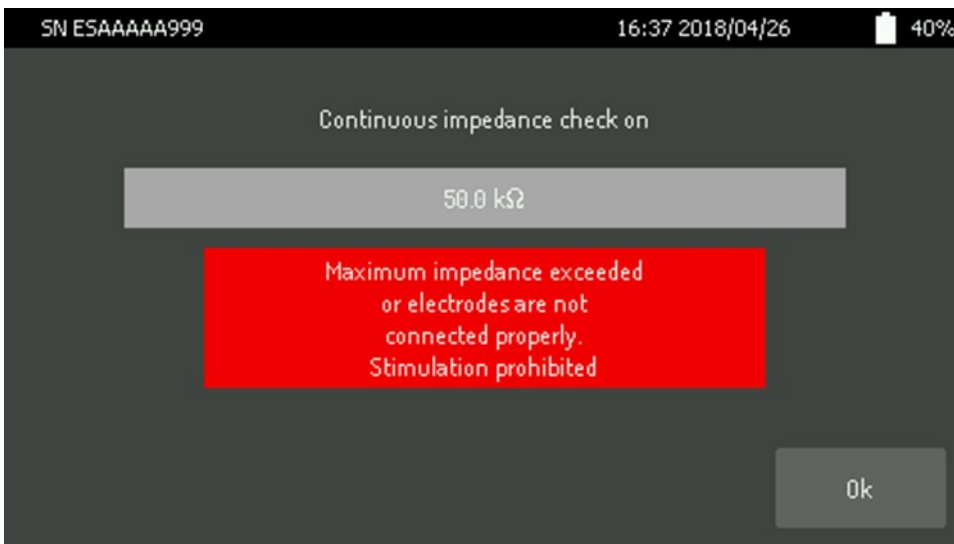 SN ESAAAAA999 16:37 2018/04/26 40%
Continuous impedance check on
50.0 kΩ
Maximum impedance exceeded
or electrodes are not
connected properly.
Stimulation prohibited
Ok